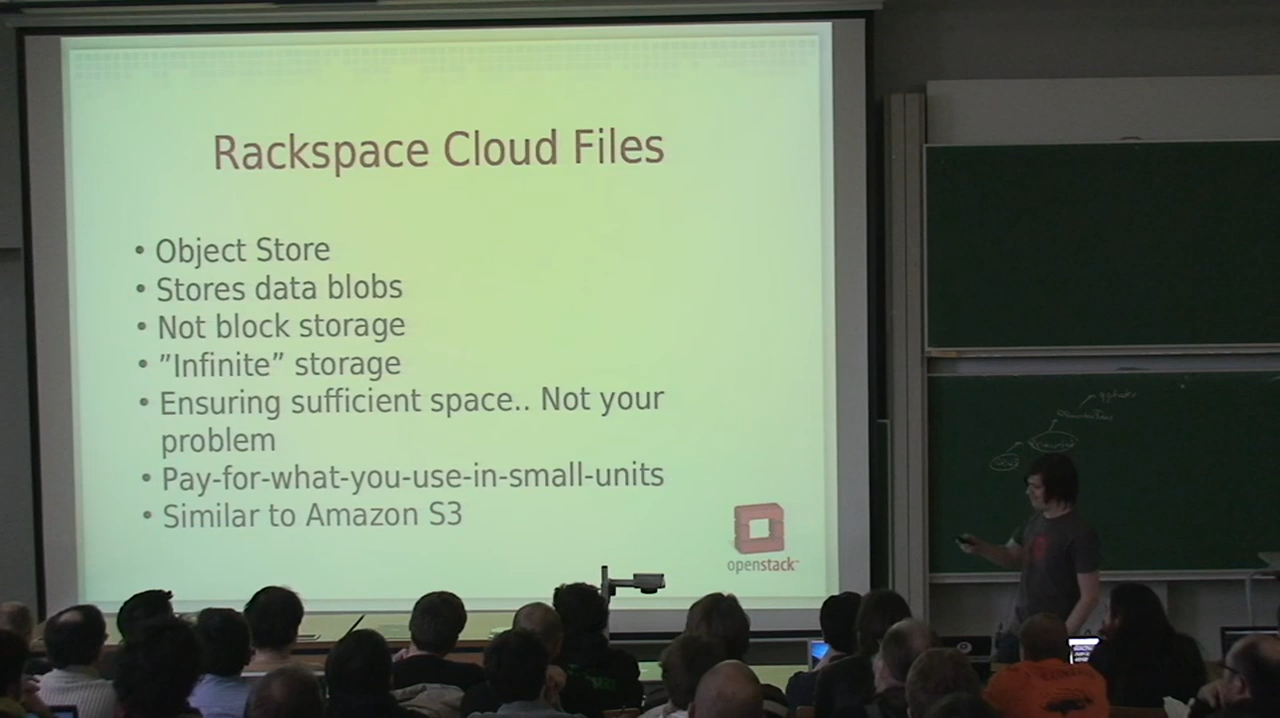 Rackspace Cloud Files
• Object Store
• Stores data blobs
• Not block storage
• ”Infinite” storage
• Ensuring sufficient space.. Not your
problem
• Pay-for-what-you-use-in-small-units
• Similar to Amazon S3
openstack™